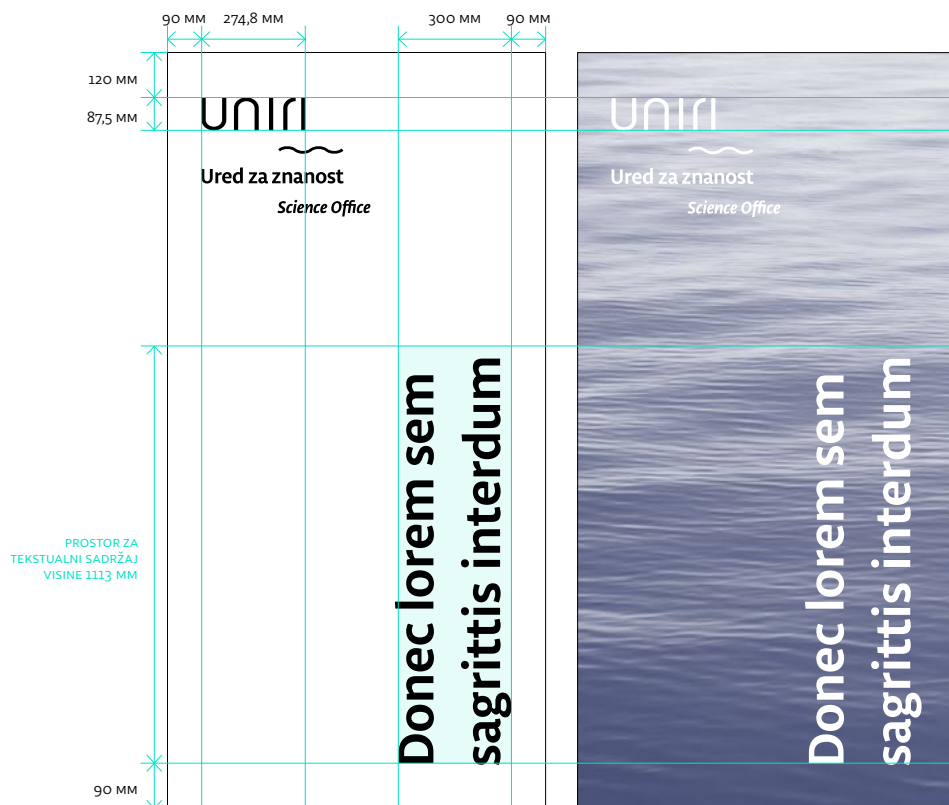 90 MM
274,8 MM
300 MM
90 MM
120 MM
87,5 MM
UNIRI
Ured za znanost
Science Office
UNIRI
Ured za znanost
Science Office
PROSTOR ZA
TEKSTUALNI SADRŽAJ
VISINE 1113 MM
90 MM
Donec lorem sem
sagrittis interdum
Donec lorem sem
sagrittis interdum